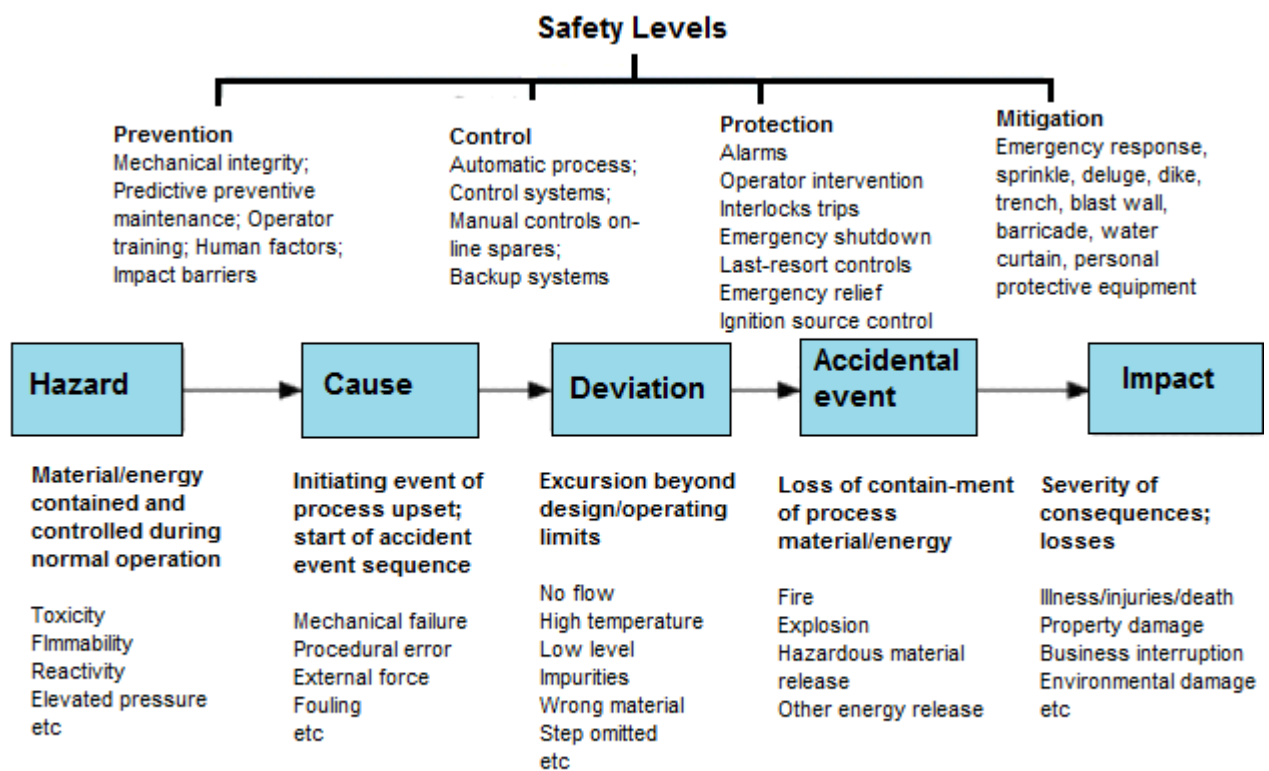 Safety Levels
Prevention
Mechanical integrity;
Predictive preventive
maintenance; Operator
training; Human factors;
Impact barriers
Control
Automatic process;
Control systems;
Manual controls on-
line spares;
Backup systems
Protection
Alarms
Operator intervention
Interlocks trips
Emergency shutdown
Last-resort controls
Emergency relief
Ignition source control
Mitigation
Emergency response,
sprinkle, deluge, dike,
trench, blast wall,
barricade, water
curtain, personal
protective equipment
Hazard
Cause
Deviation
Accidental
event
Impact
Material/energy
contained and
controlled during
normal operation
Toxicity
Flmmability
Reactivity
Elevated pressure
etc
Initiating event of
process upset;
start of accident
event sequence
Mechanical failure
Procedural error
External force
Fouling
etc
Excursion beyond
design/operating
limits
No flow
High temperature
Low level
Impurities
Wrong material
Step omitted
etc
Loss of contain-ment
of process
material/energy
Fire
Explosion
Hazardous material
release
Other energy release
Severity of
consequences;
losses
Illness/injuries/death
Property damage
Business interruption
Environmental damage
etc